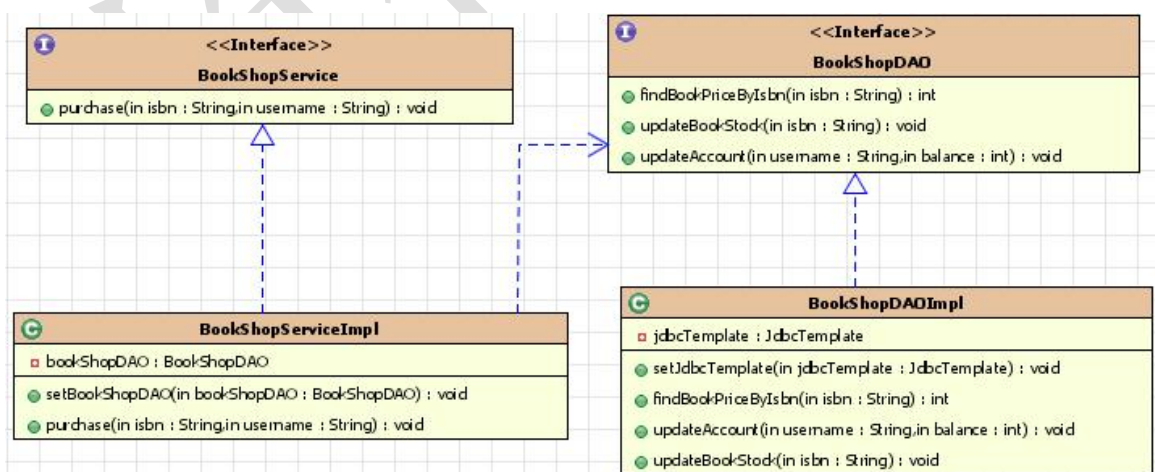 <<Interface>>
BookShopService
purchase(in isbn : String,in username : String) : void
<<Interface>>
BookShopDAO
findBookPriceByIsbn(in isbn : String) : int
updateBookStock(in isbn : String) : void
updateAccount(in username : String,in balance : int) : void
BookShopServiceImpl
bookShopDAO : BookShopDAO
setBookShopDAO(in bookShopDAO : BookShopDAO) : void
purchase(in isbn : String,in username : String) : void
BookShopDAOImpl
jdbcTemplate : JdbcTemplate
setJdbcTemplate(in jdbcTemplate : JdbcTemplate) : void
findBookPriceByIsbn(in isbn : String) : int
updateAccount(in username : String,in balance : int) : void
updateBookStock(in isbn : String) : void